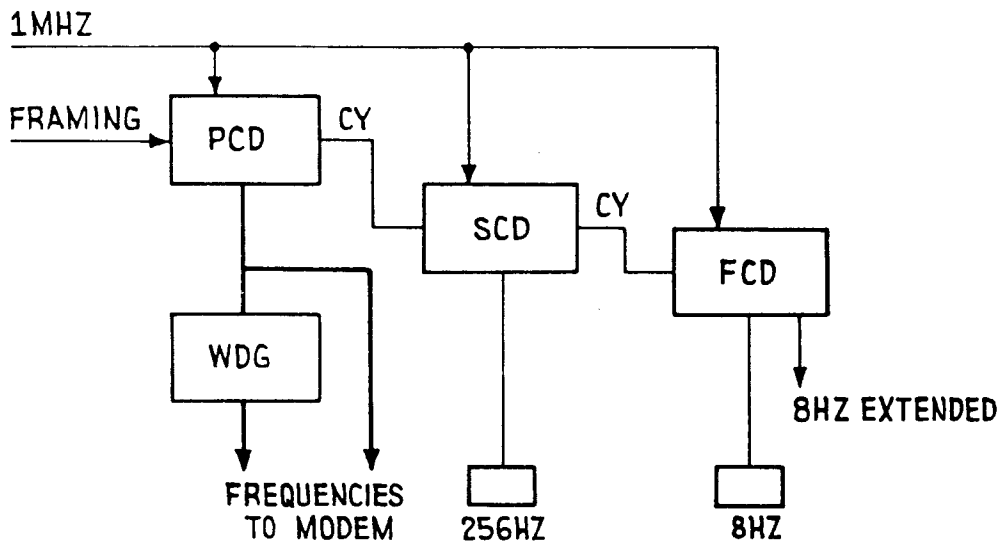 1MHZ
FRAMING
PCD
CY
SCD
CY
FCD
WDG
8HZ EXTENDED
FREQUENCIES
TO MODEM
256HZ
8HZ